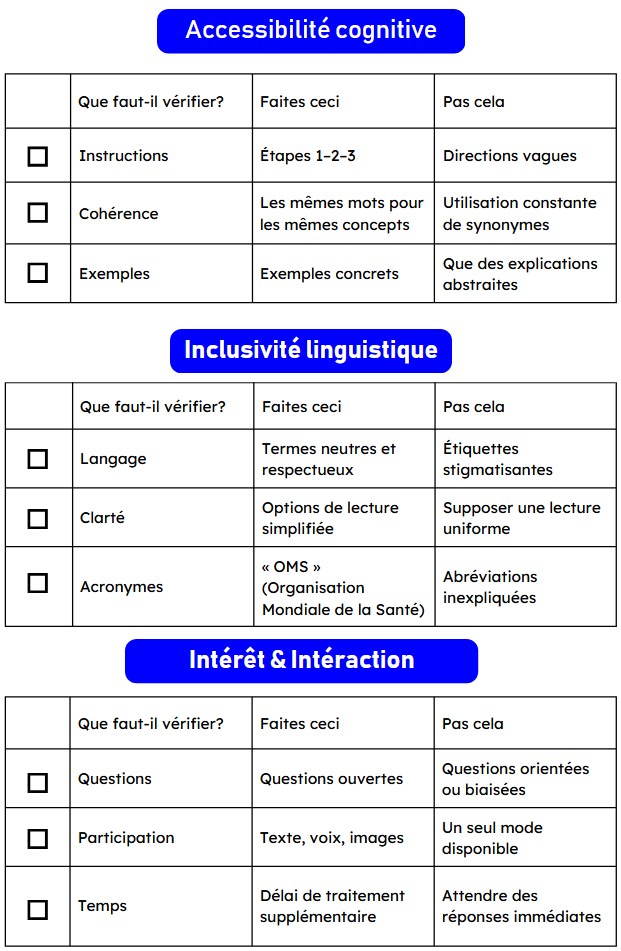 Accessibilité cognitive
Que faut-il vérifier?
Faites ceci
Pas cela
Instructions
Étapes 1–2–3
Directions vagues
Cohérence
Les mêmes mots pour
les mêmes concepts
Utilisation constante
de synonymes
Exemples
Exemples concrets
Que des explications
abstraites
Inclusivité linguistique
Que faut-il vérifier?
Faites ceci
Pas cela
Langage
Termes neutres et
respectueux
Étiquettes
stigmatisantes
Clarté
Options de lecture
simplifiée
Supposer une lecture
uniforme
Acronymes
« OMS »
(Organisation
Mondiale de la Santé)
Abréviations
inexpliquées
Intérêt & Intéraction
Que faut-il vérifier?
Faites ceci
Pas cela
Questions
Questions ouvertes
Questions orientées
ou biaisées
Participation
Texte, voix, images
Un seul mode
disponible
Temps
Délai de traitement
supplémentaire
Attendre des
réponses immédiates